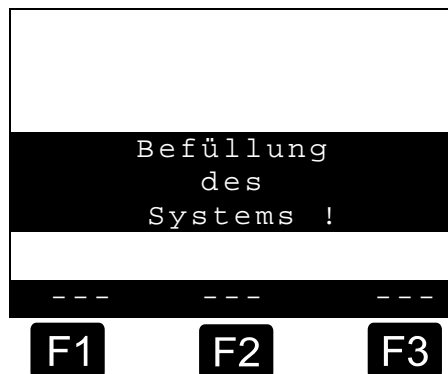 Befüllung
des
Systems !
--- --- ---
F1 F2 F3